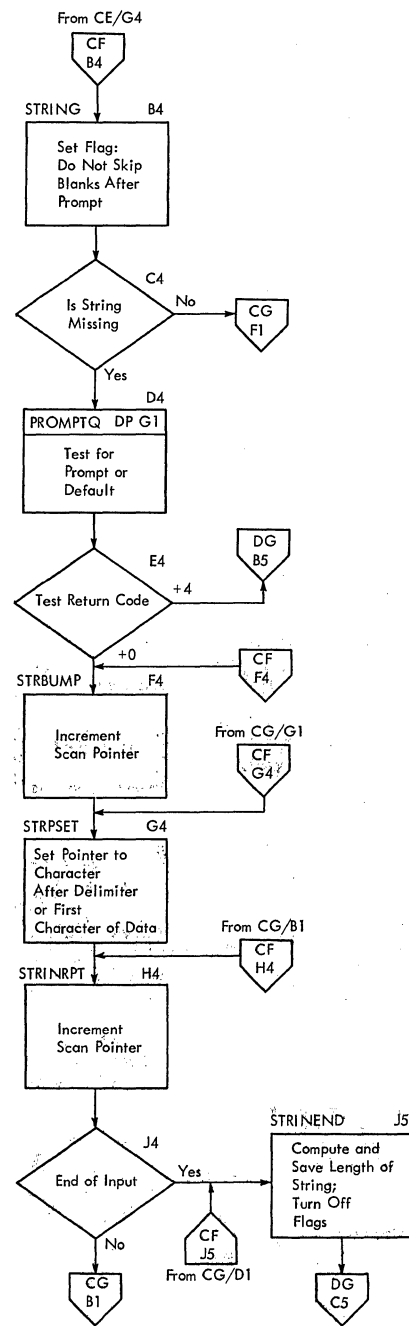 From CE/G4
CF
B4
STRING B4
Set Flag:
Do Not Skip
Blanks After
Prompt
C4
Is String
Missing
No
CG
F1
Yes
D4
PROMPTQ DP G1
Test for
Prompt or
Default
DG
B5
E4
Test Return Code
+4
+0
CF
F4
STRBUMP F4
Increment
Scan Pointer
From CG/G1
CF
G4
STRPSET G4
Set Pointer to
Character
After Delimiter
or First
Character of Data
From CG/B1
CF
H4
STRINRPT H4
Increment
Scan Pointer
J4
End of Input
Yes
STRINEND J5
Compute and
Save Length of
String;
Turn Off
Flags
No
CG
B1
CF
J5
From CG/D1
DG
C5